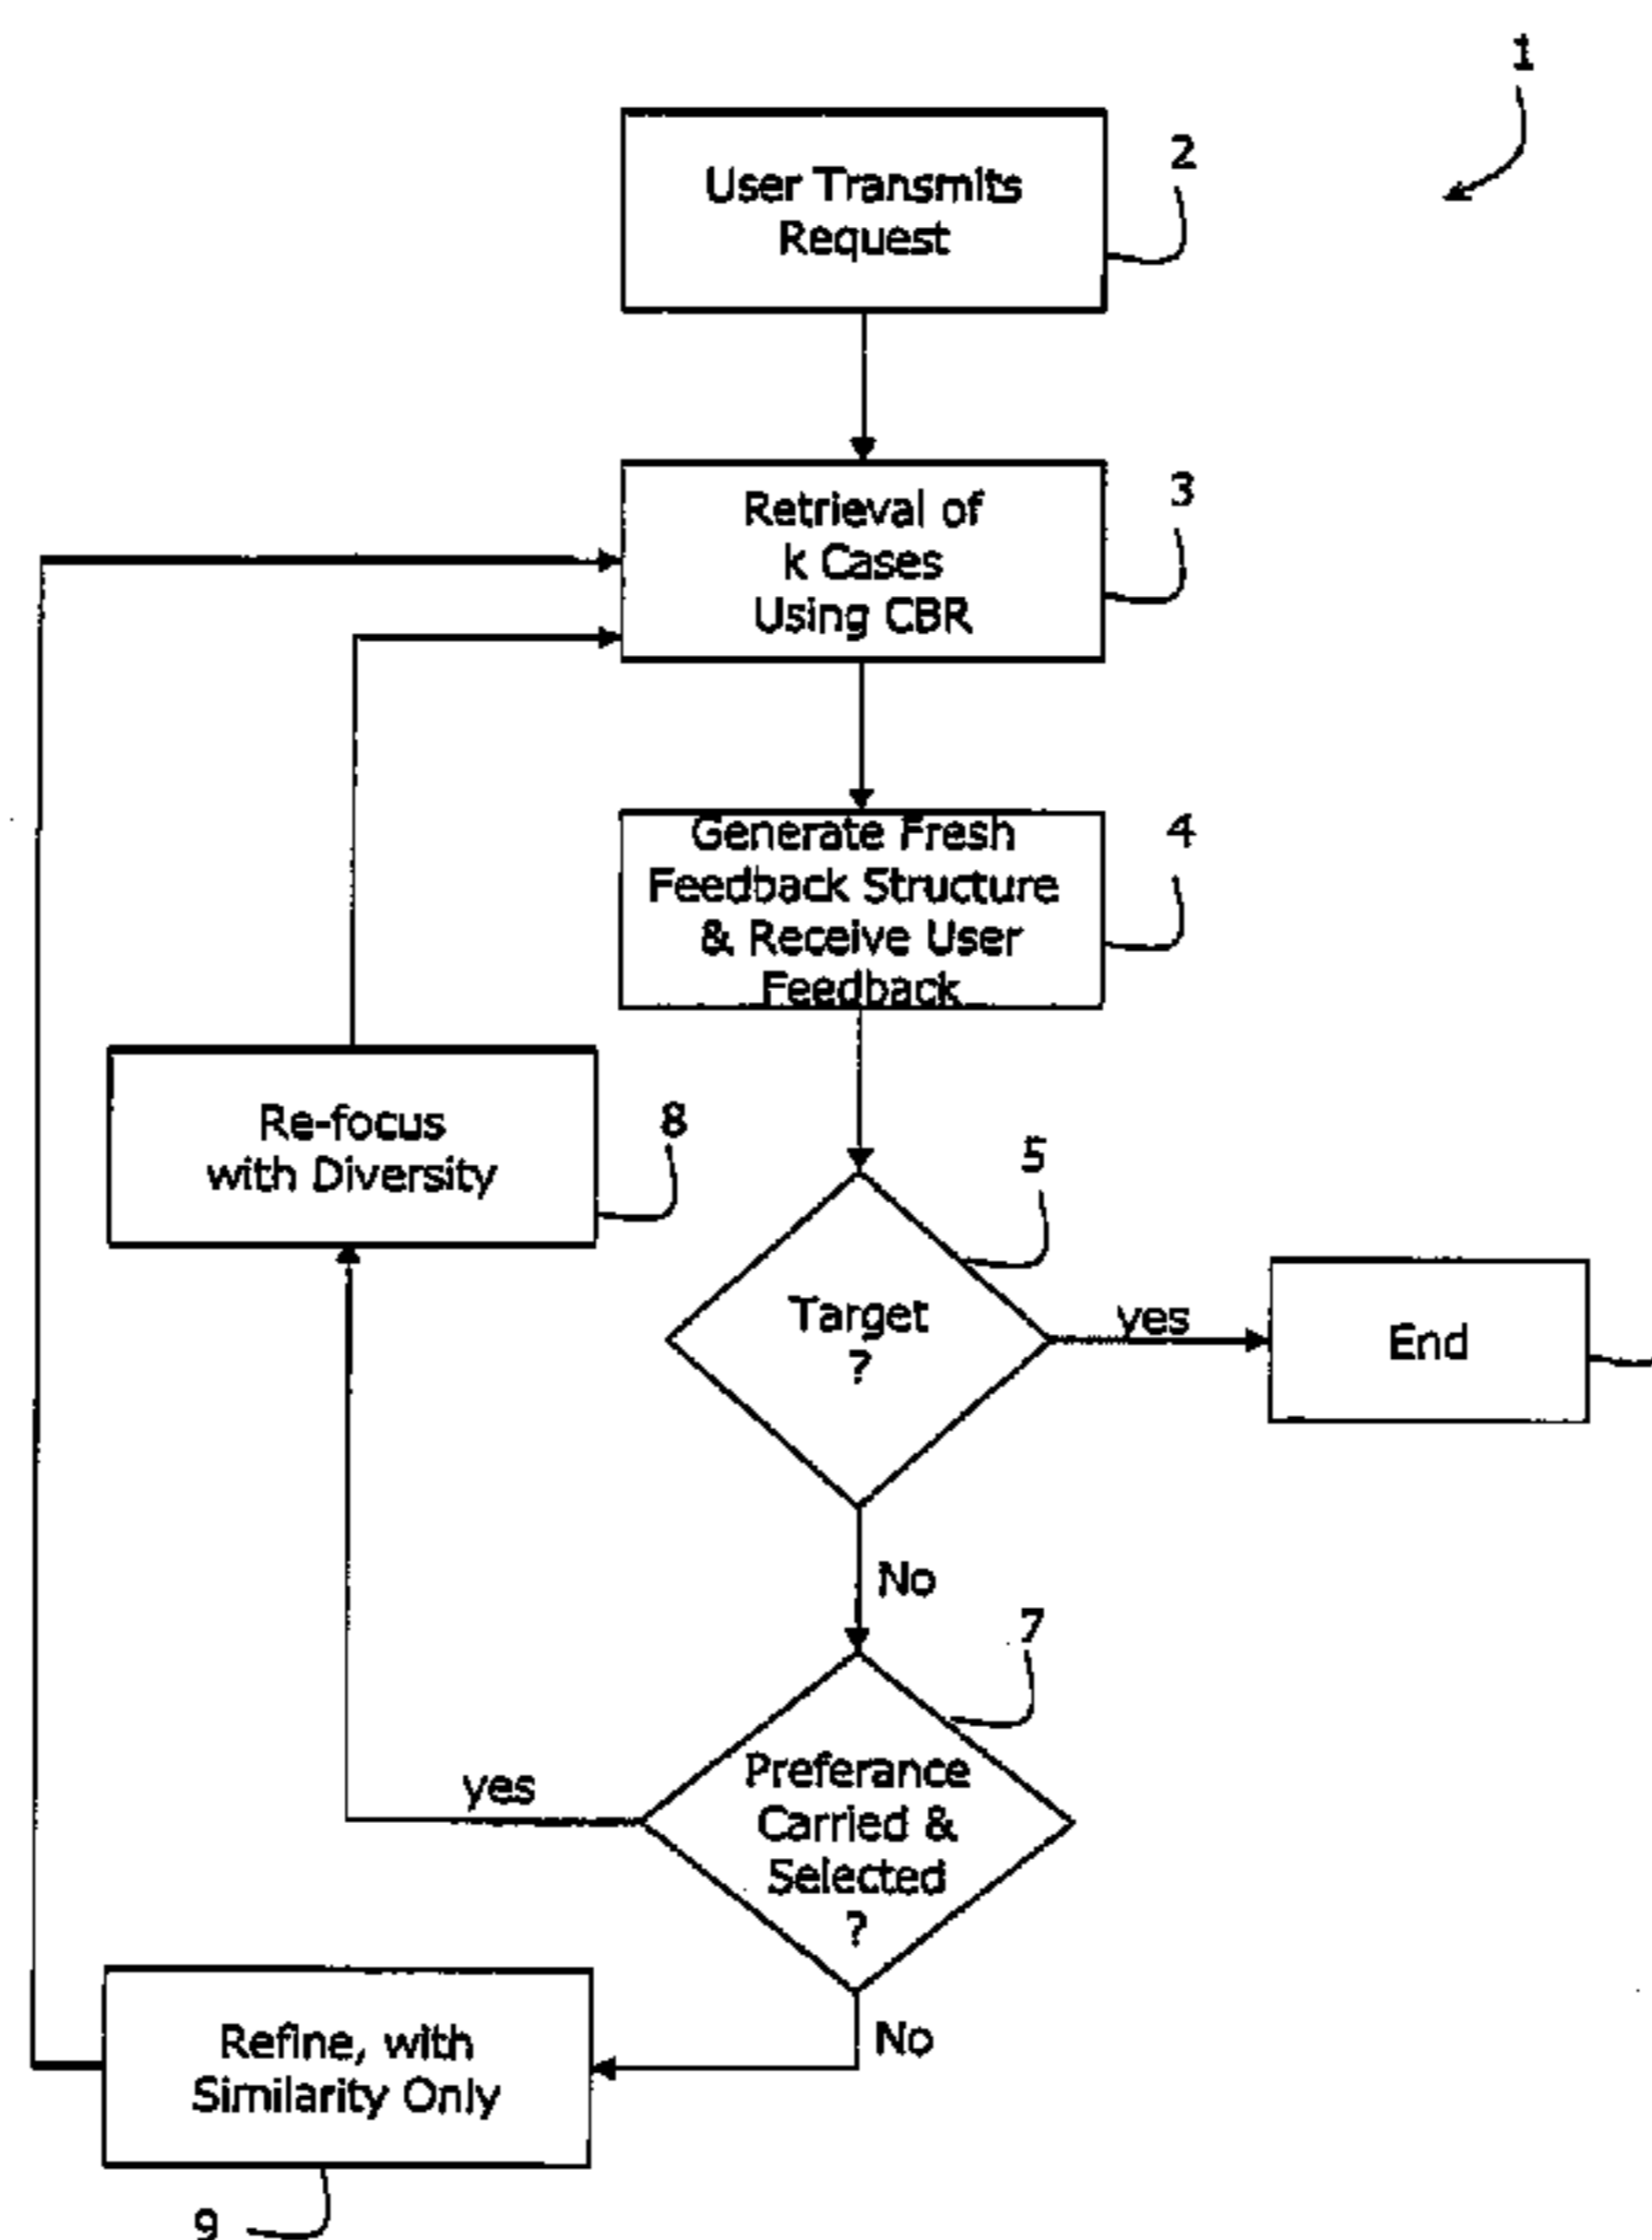 1
2
User Transmits
Request
3
Retrieval of
k Cases
Using CBR
4
Generate Fresh
Feedback Structure
& Receive User
Feedback
8
Re-focus
with Diversity
5
Target
?
yes
End
No
7
Preferance
Carried &
Selected
?
yes
No
Refine, with
Similarity Only
9